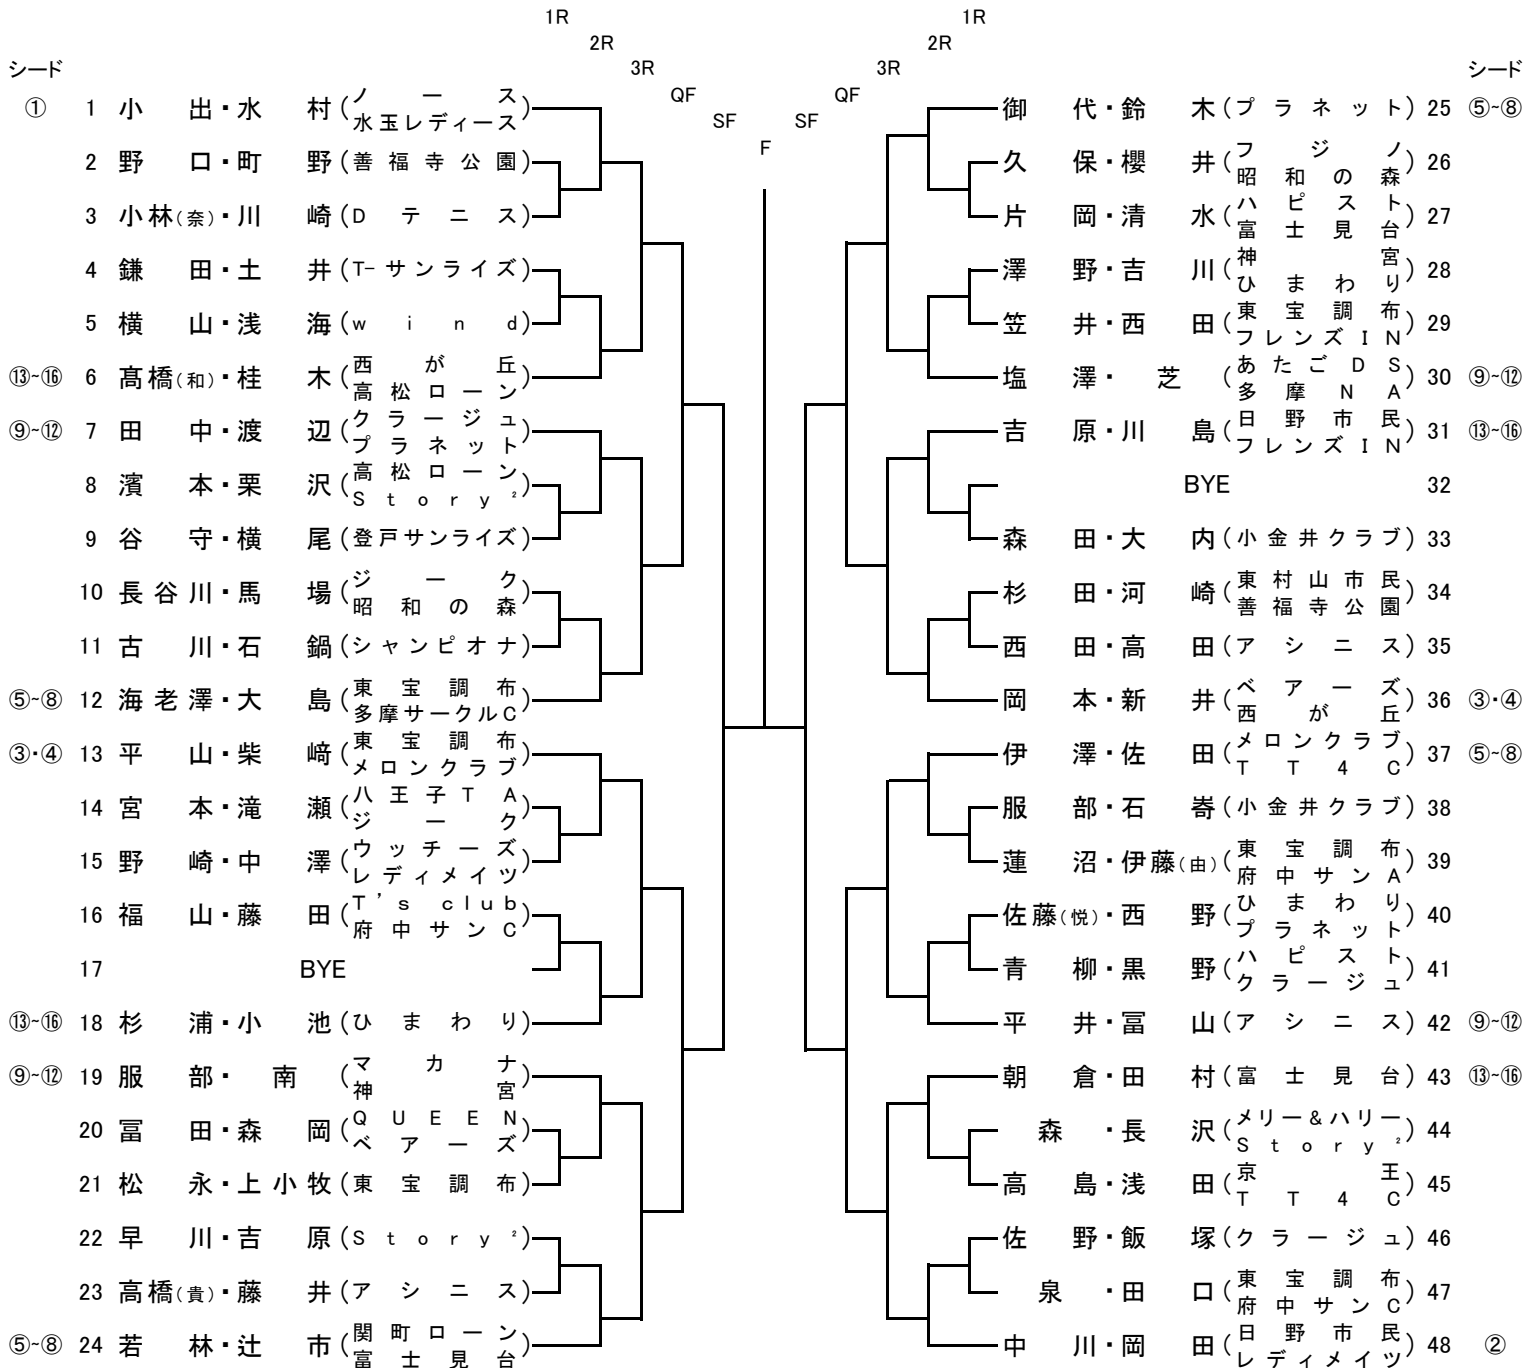 1R 1R
2R 2R
シード 3R 3R シード
QF QF
SF SF
F
① 1 小出・水村(ノース 水玉レディース)
2 野口・町野(善福寺公園)
3 小林(奈)・川崎(Dテニス)
4 鎌田・土井(T-サンライズ)
5 横山・浅海(wind)
⑬~⑯ 6 髙橋(和)・桂木(西が丘 高松ローン)
⑨~⑫ 7 田中・渡辺(クラージュ プラネット)
8 濱本・栗沢(高松ローン Story²)
9 谷守・横尾(登戸サンライズ)
10 長谷川・馬場(ジーク 昭和の森)
11 古川・石鍋(シャンピオナ)
⑤~⑧ 12 海老澤・大島(東宝調布 多摩サークルC)
③・④ 13 平山・柴﨑(東宝調布 メロンクラブ)
14 宮本・滝瀬(八王子TA ジーク)
15 野崎・中澤(ウッチーズ レディメイツ)
16 福山・藤田(T's club 府中サンC)
17 BYE
⑬~⑯ 18 杉浦・小池(ひまわり)
⑨~⑫ 19 服部・南(マカナ 神宮)
20 冨田・森岡(QUEEN ベアーズ)
21 松永・上小牧(東宝調布)
22 早川・吉原(Story²)
23 高橋(貴)・藤井(アシニス)
⑤~⑧ 24 若林・辻市(関町ローン 富士見台)
御代・鈴木(プラネット) 25 ⑤~⑧
久保・櫻井(フジノ 昭和の森) 26
片岡・清水(ハピスト 富士見台) 27
澤野・吉川(神宮 ひまわり) 28
笠井・西田(東宝調布 フレンズIN) 29
塩澤・芝(あたごDS 多摩NA) 30 ⑨~⑫
吉原・川島(日野市民 フレンズIN) 31 ⑬~⑯
BYE 32
森田・大内(小金井クラブ) 33
杉田・河崎(東村山市民 善福寺公園) 34
西田・高田(アシニス) 35
岡本・新井(ベアーズ 西が丘) 36 ③・④
伊澤・佐田(メロンクラブ TT4C) 37 ⑤~⑧
服部・石嵜(小金井クラブ) 38
蓮沼・伊藤(由)(東宝調布 府中サンA) 39
佐藤(悦)・西野(ひまわり プラネット) 40
青柳・黒野(ハピスト クラージュ) 41
平井・冨山(アシニス) 42 ⑨~⑫
朝倉・田村(富士見台) 43 ⑬~⑯
森・長沢(メリー&ハリー Story²) 44
高島・浅田(京王 TT4C) 45
佐野・飯塚(クラージュ) 46
泉・田口(東宝調布 府中サンC) 47
中川・岡田(日野市民 レディメイツ) 48 ②